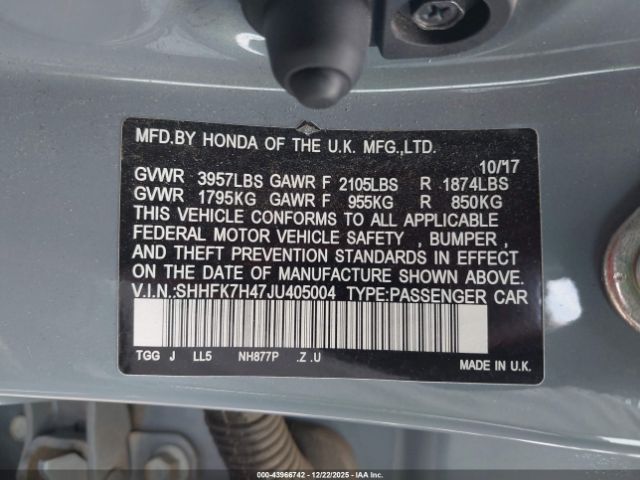 MFD.BY HONDA OF THE U.K. MFG.,LTD.
10/17
GVWR 3957LBS GAWR F 2105LBS R 1874LBS
GVWR 1795KG GAWR F 955KG R 850KG
THIS VEHICLE CONFORMS TO ALL APPLICABLE
FEDERAL MOTOR VEHICLE SAFETY , BUMPER ,
AND THEFT PREVENTION STANDARDS IN EFFECT
ON THE DATE OF MANUFACTURE SHOWN ABOVE.
V.I.N.:SHHFK7H47JU405004 TYPE:PASSENGER CAR
TGG J LL5 NH877P .Z .U
MADE IN U.K.
000-43966742 - 12/22/2025 - COPART